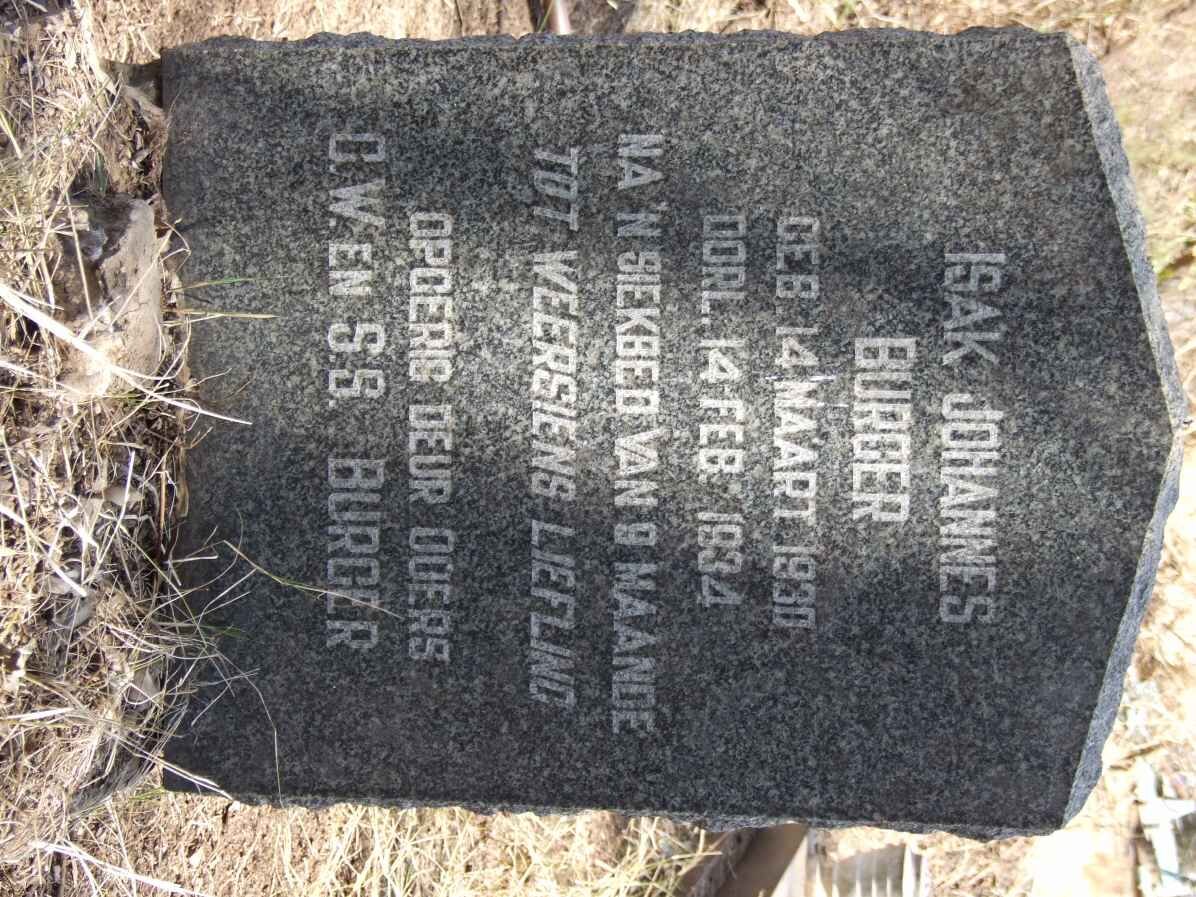 ISAK JOHANNES
BURGER
GEB. 14 MAART 1930
OORL. 14 FEB. 1934
NA 'N SIEKBED VAN 9 MAANDE
TOT WEERSIENS LIEFLING
OPGERIG DEUR OUERS
C.W. EN S.S. BURGER